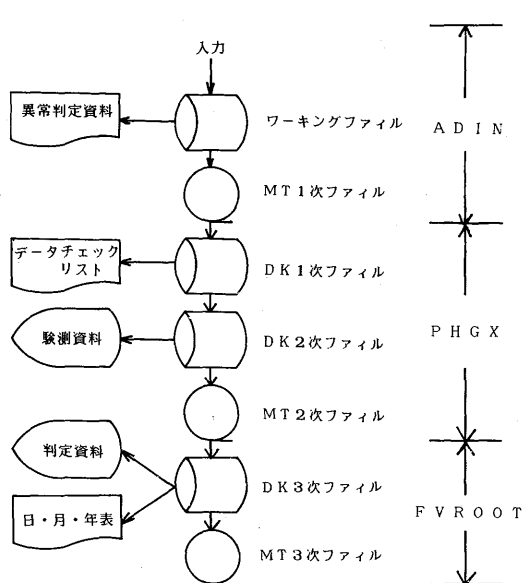 入力
異常判定資料
ワーキングファイル
ADIN
MT1次ファイル
データチェック
リスト
DK1次ファイル
験測資料
DK2次ファイル
PHGX
MT2次ファイル
判定資料
DK3次ファイル
日・月・年表
FVROOT
MT3次ファイル